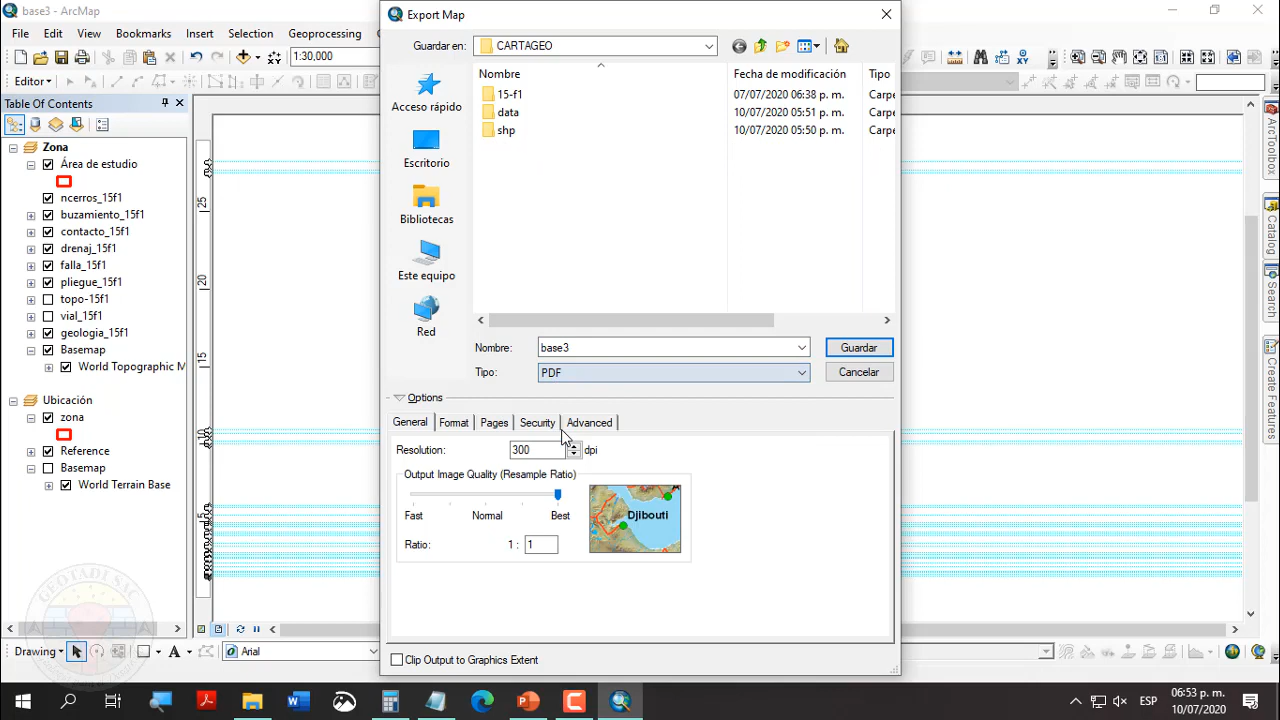 base3 - ArcMap
File Edit View Bookmarks Insert Selection Geoprocessing
1:30,000
Editor
Table Of Contents
Zona
Área de estudio
ncerros_15f1
buzamiento_15f1
contacto_15f1
drenaj_15f1
falla_15f1
pliegue_15f1
topo-15f1
vial_15f1
geologia_15f1
Basemap
World Topographic M
Ubicación
zona
Reference
Basemap
World Terrain Base
25
20
15
Drawing
A
Arial
Export Map
Guardar en: CARTAGEO
Acceso rápido
Escritorio
Bibliotecas
Este equipo
Red
Nombre Fecha de modificación Tipo
15-f1 07/07/2020 06:38 p. m. Carpe
data 10/07/2020 05:51 p. m. Carpe
shp 10/07/2020 05:50 p. m. Carpe
Nombre: base3 Guardar
Tipo: PDF Cancelar
Options
General Format Pages Security Advanced
Resolution: 300 dpi
Output Image Quality (Resample Ratio)
Fast Normal Best
Ratio: 1 : 1
Djibouti
Clip Output to Graphics Extent
ArcToolbox
Catalog
Search
Create Features
GEOTADESAC
ESP
06:53 p. m.
10/07/2020